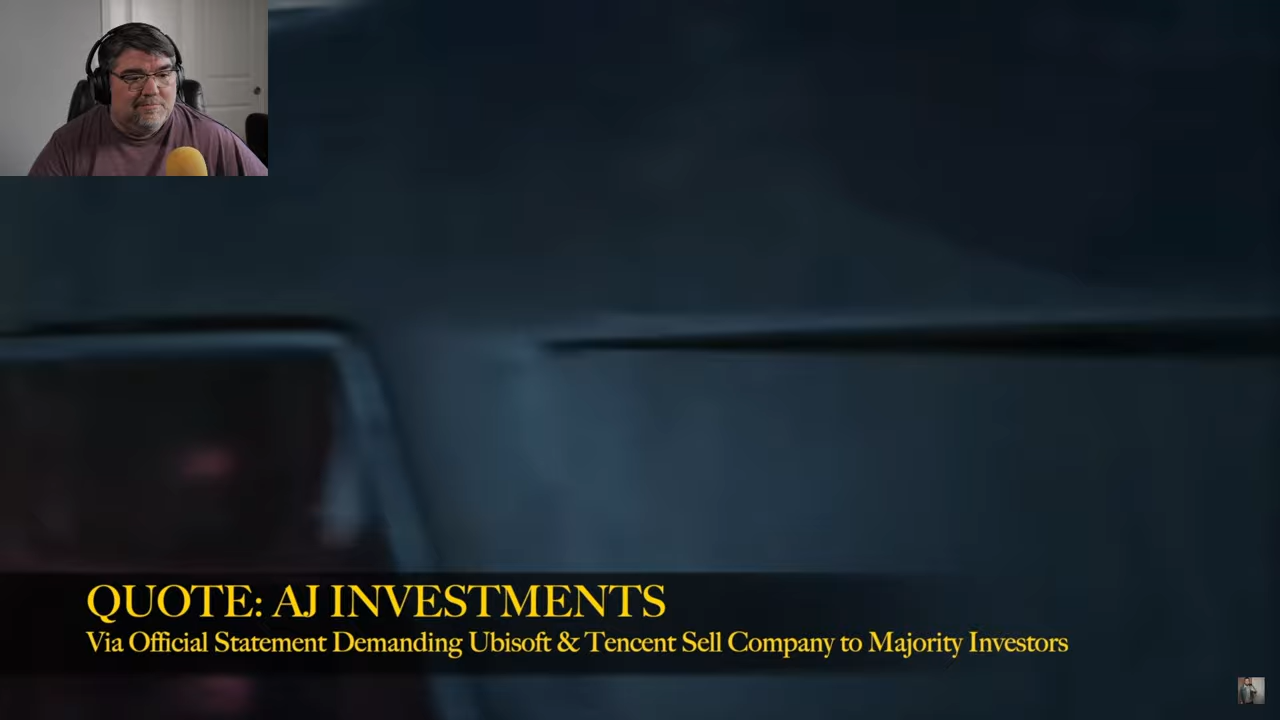 QUOTE: AJ INVESTMENTS
Via Official Statement Demanding Ubisoft & Tencent Sell Company to Majority Investors